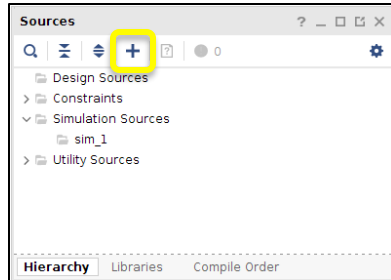 Sources
0
Design Sources
Constraints
Simulation Sources
sim_1
Utility Sources
Hierarchy Libraries Compile Order